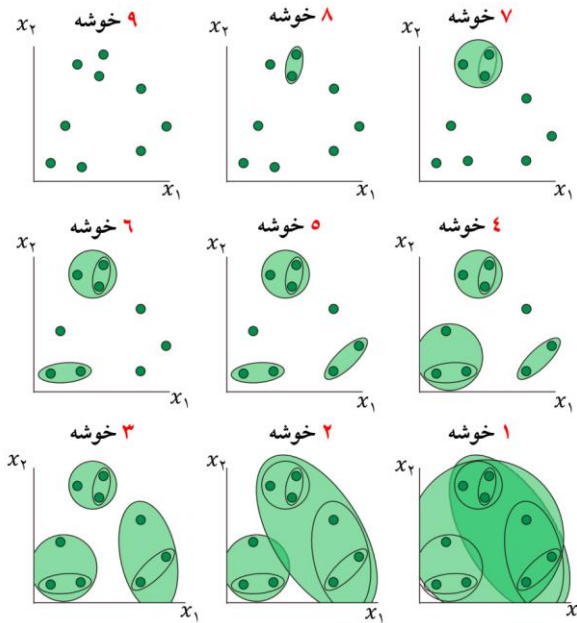 ۹ خوشه
x۲
x۱
۸ خوشه
x۲
x۱
۷ خوشه
x۲
x۱
۶ خوشه
x۲
x۱
۵ خوشه
x۲
x۱
۴ خوشه
x۲
x۱
۳ خوشه
x۲
x۱
۲ خوشه
x۲
x۱
۱ خوشه
x۲
x